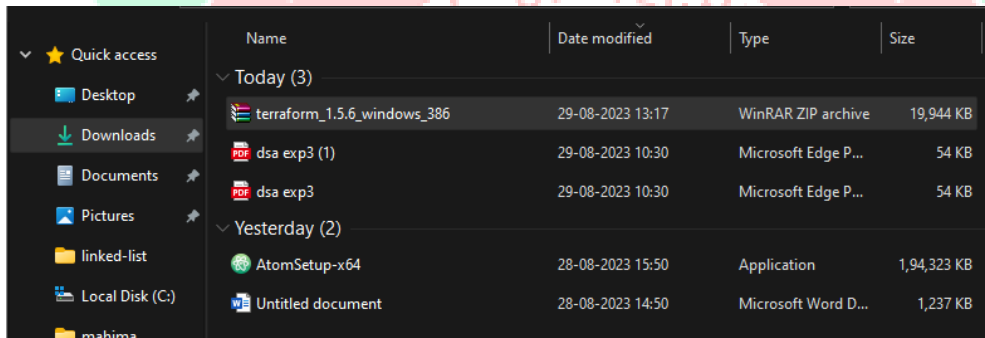 Name Date modified Type Size
Quick access
Today (3)
Desktop
terraform_1.5.6_windows_386 29-08-2023 13:17 WinRAR ZIP archive 19,944 KB
Downloads
dsa exp3 (1) 29-08-2023 10:30 Microsoft Edge P... 54 KB
Documents
dsa exp3 29-08-2023 10:30 Microsoft Edge P... 54 KB
Pictures
Yesterday (2)
linked-list
AtomSetup-x64 28-08-2023 15:50 Application 1,94,323 KB
Local Disk (C:)
Untitled document 28-08-2023 14:50 Microsoft Word D... 1,237 KB
mahima